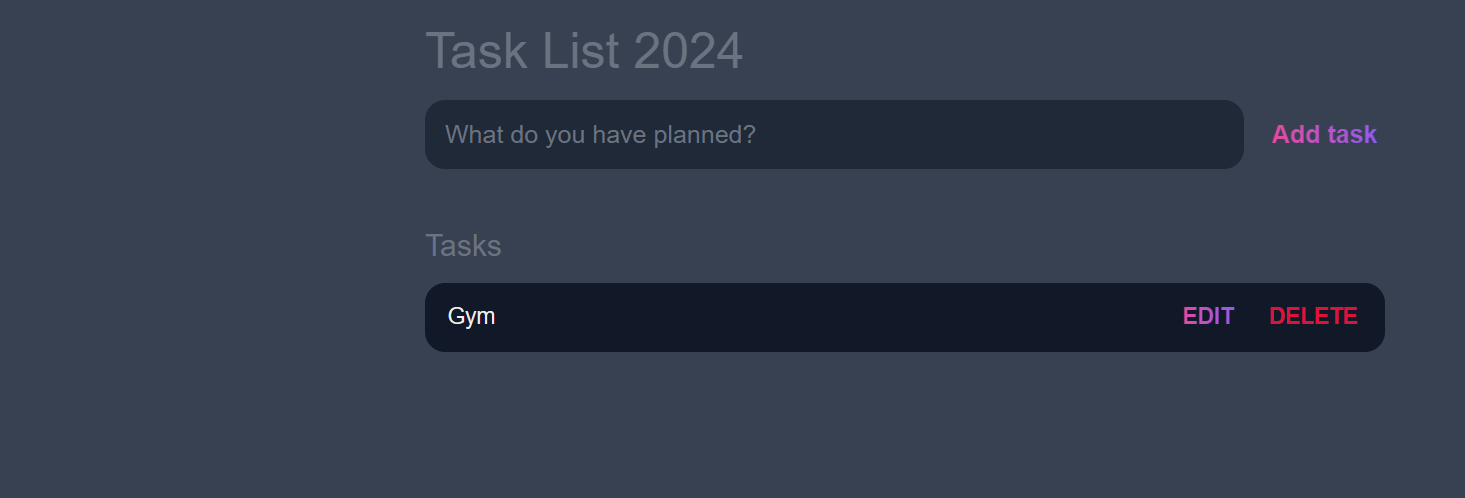 Task List 2024
What do you have planned? Add task
Tasks
Gym EDIT DELETE